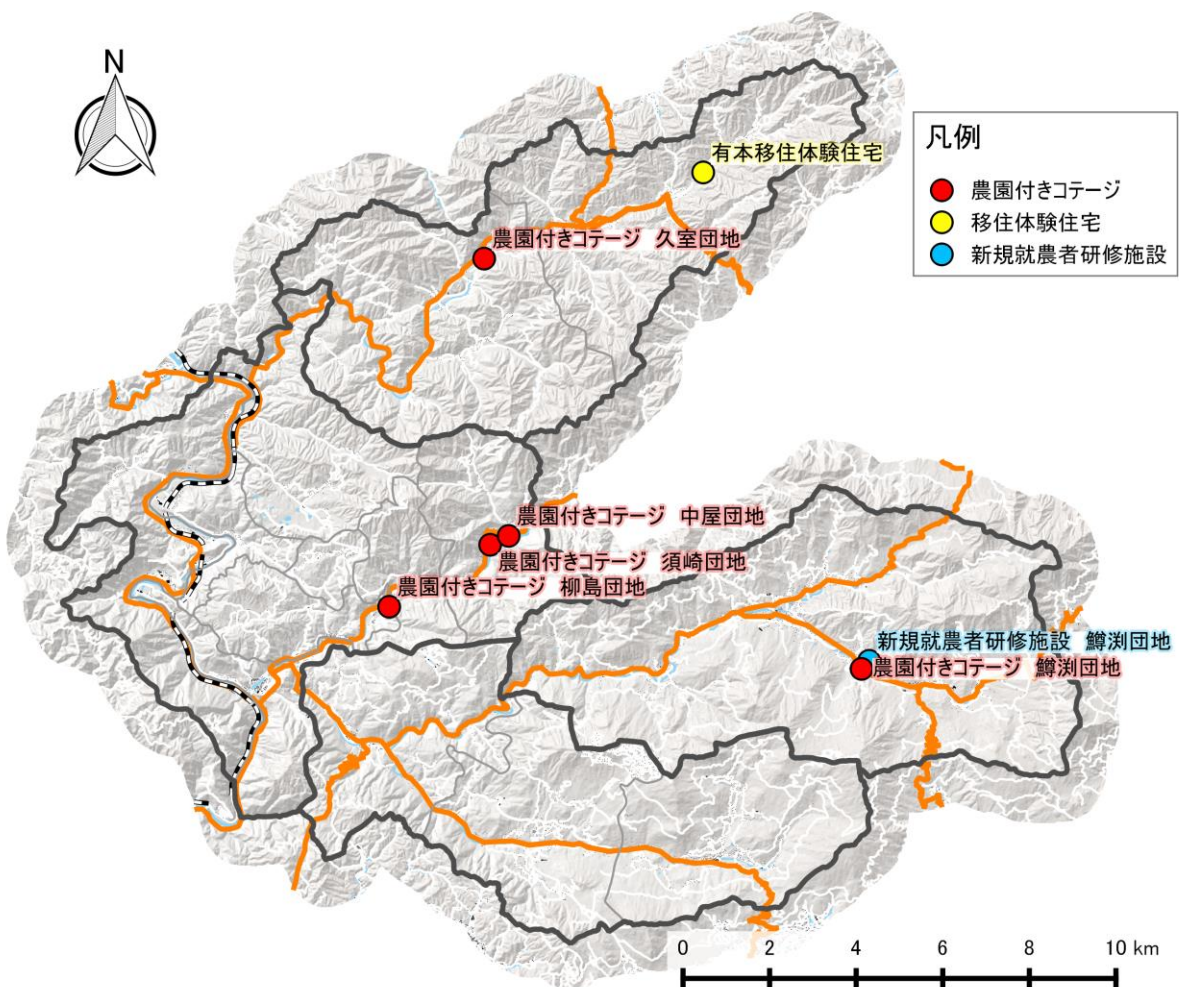 N
凡例
農園付きコテージ
移住体験住宅
新規就農者研修施設
有本移住体験住宅
農園付きコテージ 久室団地
農園付きコテージ 中屋団地
農園付きコテージ 須崎団地
農園付きコテージ 柳島団地
新規就農者研修施設 鱒渕団地
農園付きコテージ 鱒渕団地
0 2 4 6 8 10 km